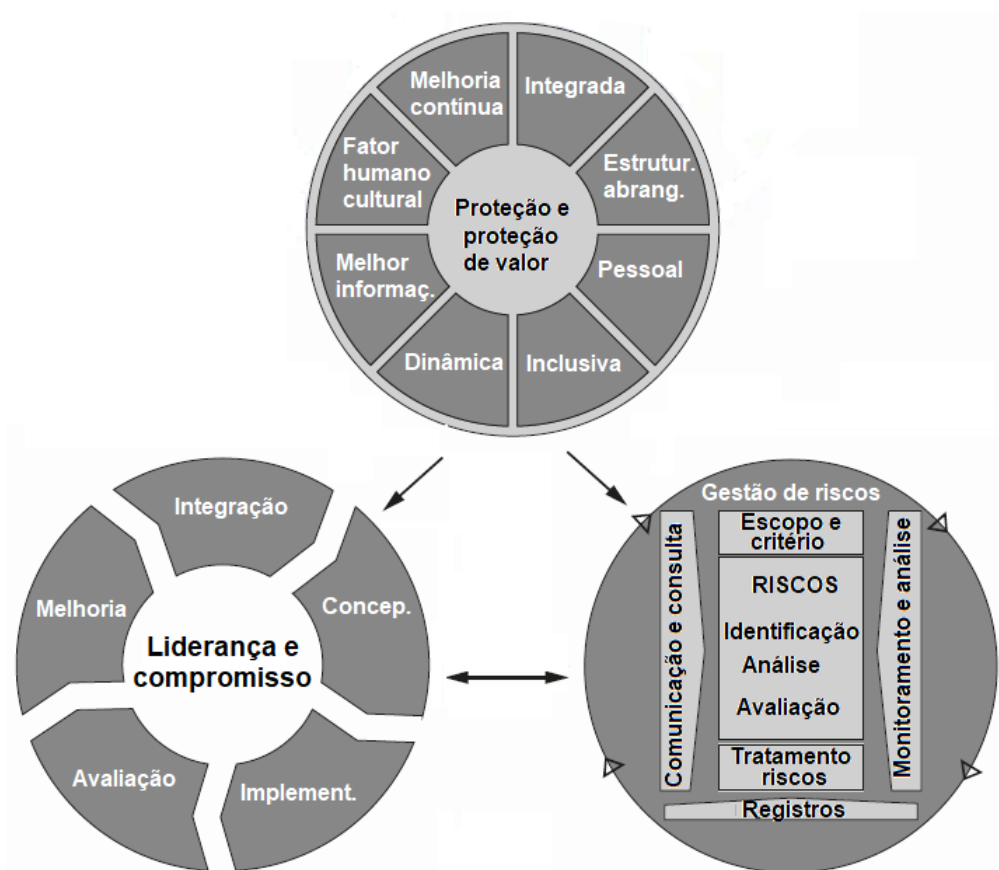 Melhoria
contínua
Integrada
Fator
humano
cultural
Estrutur.
abrang.
Proteção e
proteção
de valor
Melhor
informaç.
Pessoal
Dinâmica
Inclusiva
Integração
Melhoria
Concep.
Liderança e
compromisso
Avaliação
Implement.
Gestão de riscos
Comunicação e consulta
Escopo e
critério
RISCOS
Identificação
Análise
Avaliação
Tratamento
riscos
Monitoramento e análise
Registros